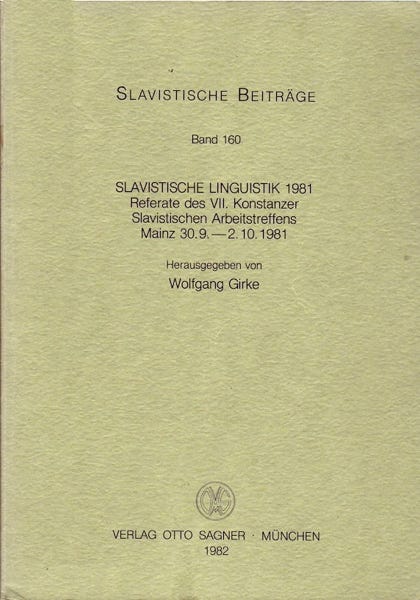 SLAVISTISCHE BEITRÄGE
Band 160
SLAVISTISCHE LINGUISTIK 1981
Referate des VII. Konstanzer
Slavistischen Arbeitstreffens
Mainz 30.9.—2.10.1981
Herausgegeben von
Wolfgang Girke
VERLAG OTTO SAGNER · MÜNCHEN
1982